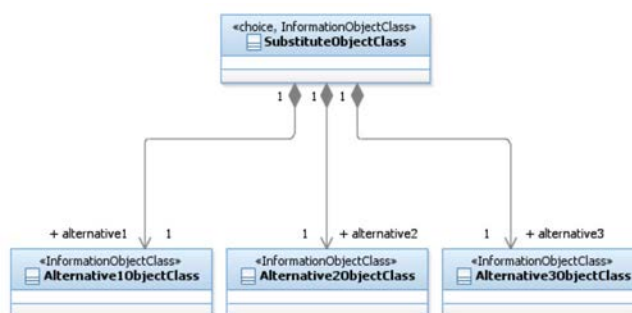 «choice, InformationObjectClass»
SubstituteObjectClass
1 1 1
+ alternative1 1 1 + alternative2 1 + alternative3
«InformationObjectClass» «InformationObjectClass» «InformationObjectClass»
Alternative1ObjectClass Alternative2ObjectClass Alternative3ObjectClass